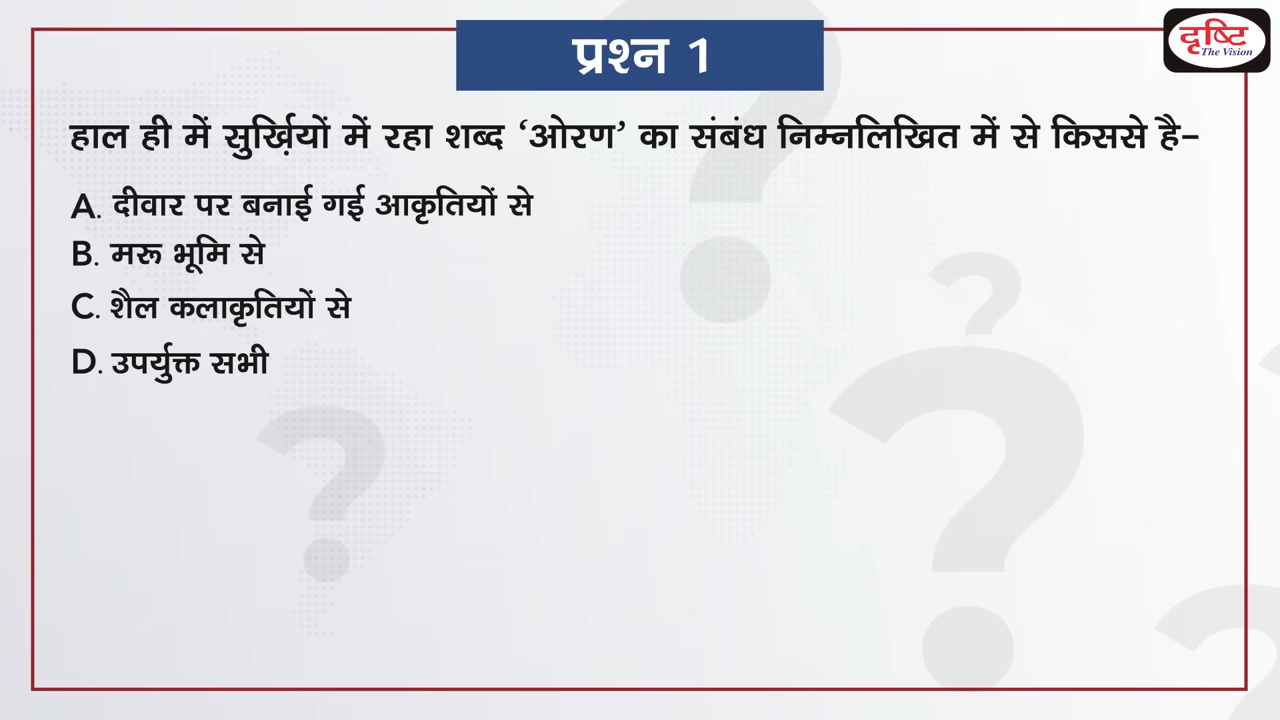 दृष्टि
The Vision
प्रश्न 1
हाल ही में सुर्ख़ियों में रहा शब्द ‘ओरण’ का संबंध निम्नलिखित में से किससे है–
A. दीवार पर बनाई गई आकृतियों से
B. मरू भूमि से
C. शैल कलाकृतियों से
D. उपर्युक्त सभी